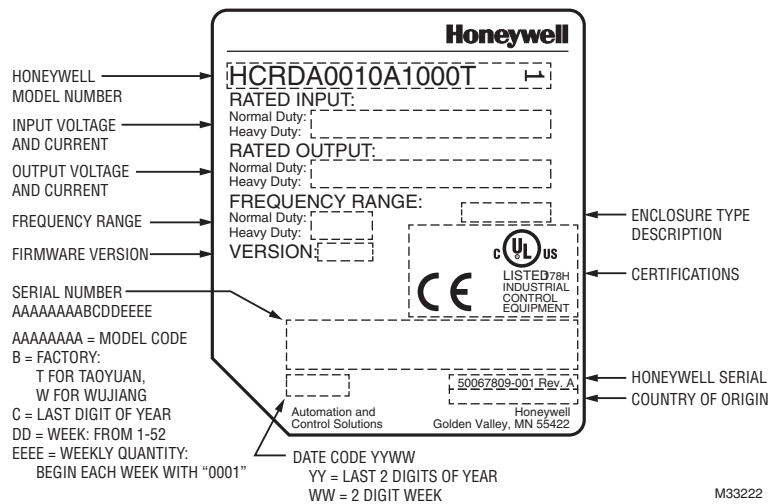 Honeywell
HONEYWELL
MODEL NUMBER
HCRDA0010A1000T 1
INPUT VOLTAGE
AND CURRENT
RATED INPUT:
Normal Duty:
Heavy Duty:
OUTPUT VOLTAGE
AND CURRENT
RATED OUTPUT:
Normal Duty:
Heavy Duty:
FREQUENCY RANGE
FREQUENCY RANGE:
Normal Duty:
Heavy Duty:
ENCLOSURE TYPE
DESCRIPTION
FIRMWARE VERSION
VERSION:
C UL US
LISTED 78H
INDUSTRIAL
CONTROL
EQUIPMENT
CE
CERTIFICATIONS
SERIAL NUMBER
AAAAAAAABCDDEEEE
AAAAAAAA = MODEL CODE
B = FACTORY:
T FOR TAOYUAN,
W FOR WUJIANG
C = LAST DIGIT OF YEAR
DD = WEEK: FROM 1-52
EEEE = WEEKLY QUANTITY:
BEGIN EACH WEEK WITH “0001”
50067809-001 Rev. A
HONEYWELL SERIAL
COUNTRY OF ORIGIN
Automation and
Control Solutions
Honeywell
Golden Valley, MN 55422
DATE CODE YYWW
YY = LAST 2 DIGITS OF YEAR
WW = 2 DIGIT WEEK
M33222